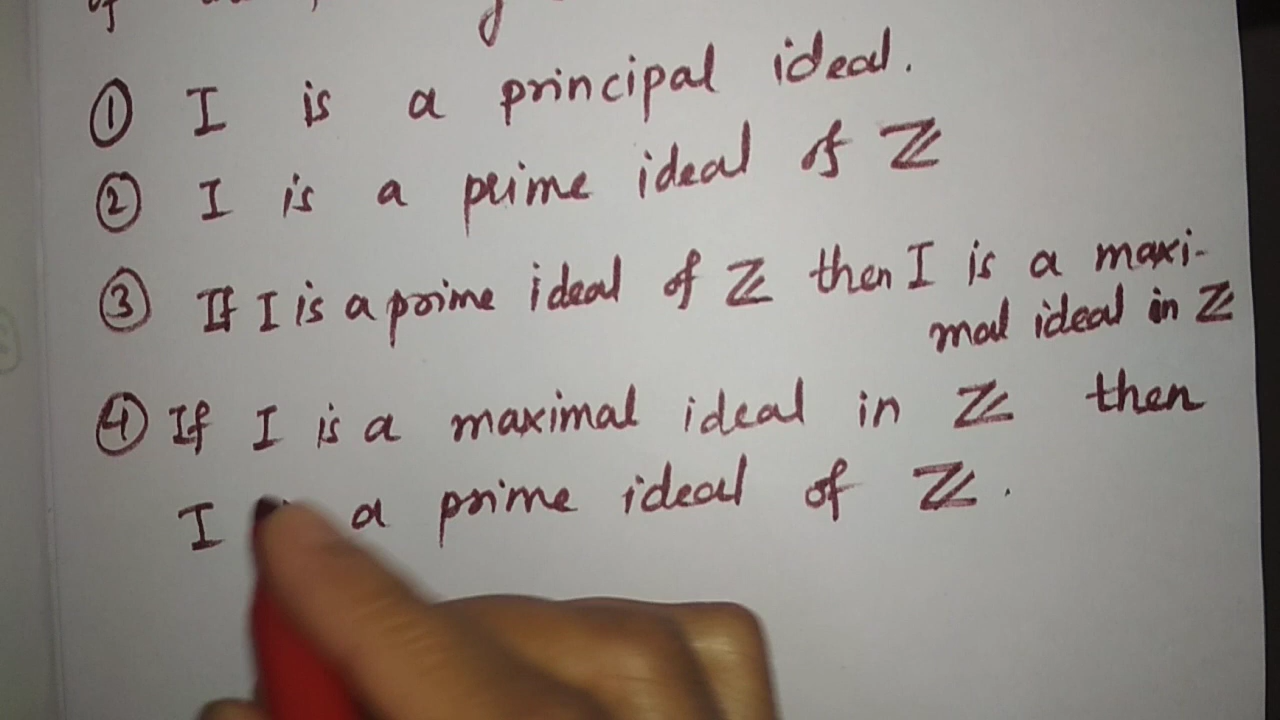 of
① I is a principal ideal.
② I is a prime ideal of ℤ
③ If I is a prime ideal of ℤ then I is a maxi-
mal ideal in ℤ
④ If I is a maximal ideal in ℤ then
I a prime ideal of ℤ.